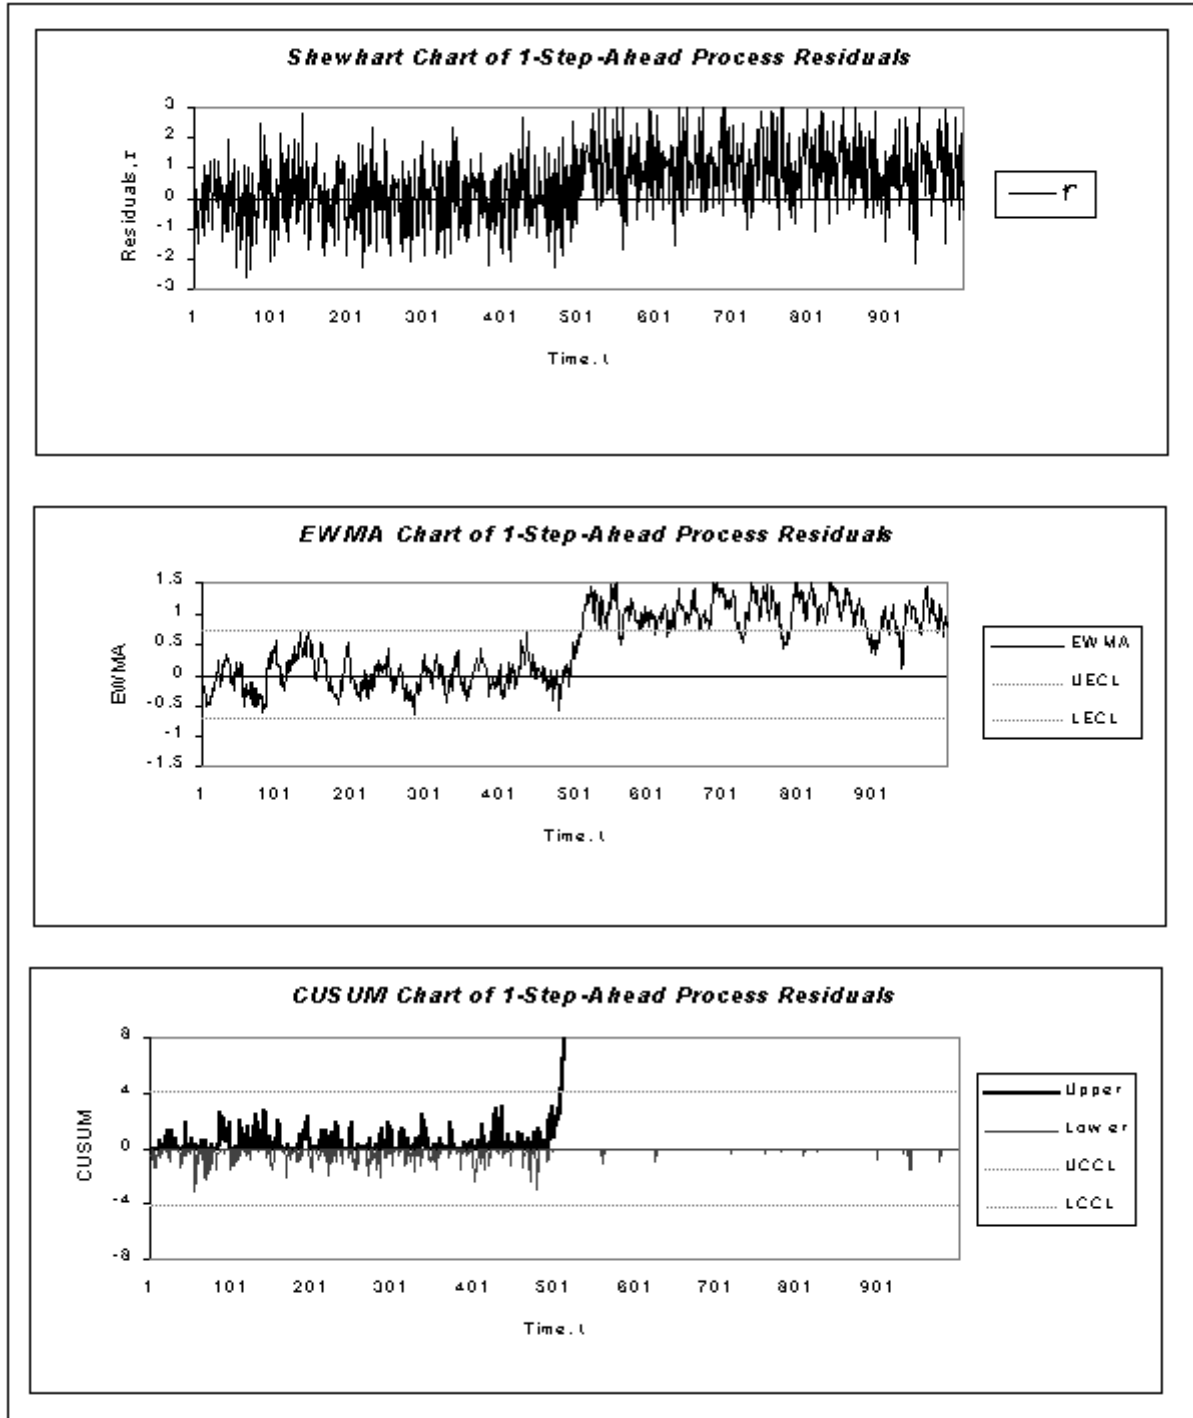 Shewhart Chart of 1-Step-Ahead Process Residuals
3
2
1
0
-1
-2
-3
Residuals, r
r
1 101 201 301 401 501 601 701 801 901
Time, t
EWMA Chart of 1-Step-Ahead Process Residuals
1.5
1
0.5
0
-0.5
-1
-1.5
EWMA
EWMA
UECL
LECL
1 101 201 301 401 501 601 701 801 901
Time, t
CUSUM Chart of 1-Step-Ahead Process Residuals
8
4
0
-4
-8
CUSUM
Upper
Lower
UCCL
LCCL
1 101 201 301 401 501 601 701 801 901
Time, t